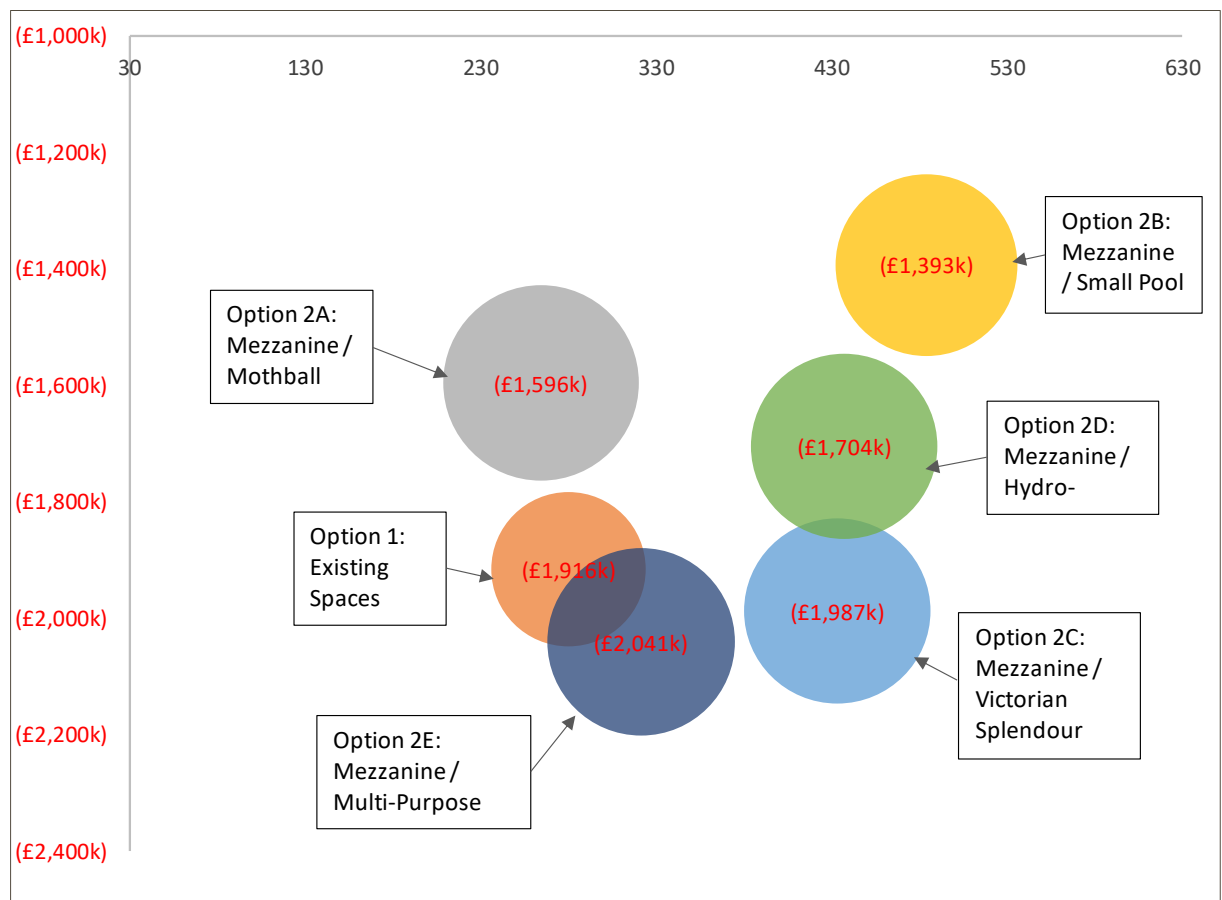 (£1,000k)
30 130 230 330 430 530 630
(£1,200k)
(£1,400k)
(£1,600k)
(£1,800k)
(£2,000k)
(£2,200k)
(£2,400k)
Option 2B:
Mezzanine
/ Small Pool
(£1,393k)
Option 2A:
Mezzanine /
Mothball
(£1,596k)
Option 2D:
Mezzanine /
Hydro-
(£1,704k)
Option 1:
Existing
Spaces
(£1,916k)
(£2,041k)
(£1,987k)
Option 2C:
Mezzanine /
Victorian
Splendour
Option 2E:
Mezzanine /
Multi-Purpose